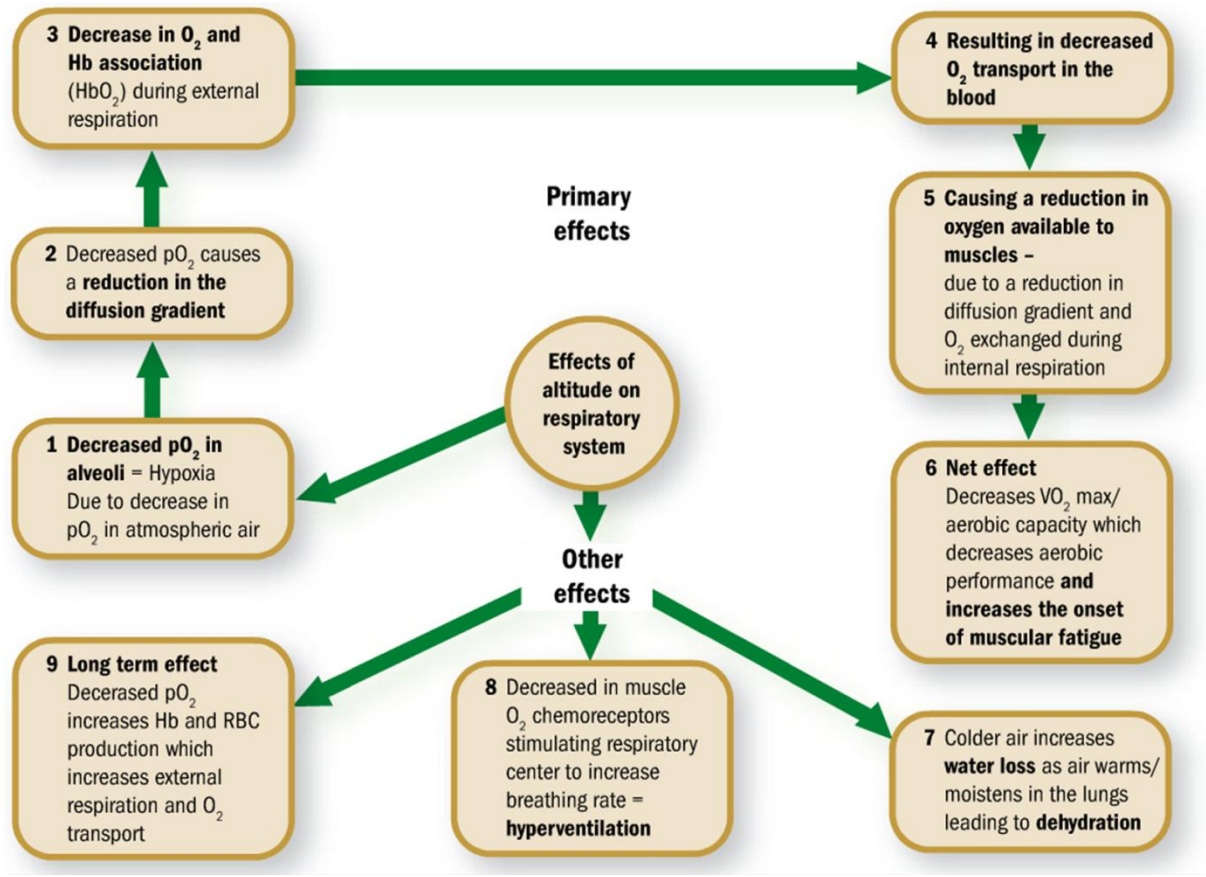 3 Decrease in O₂ and
Hb association
(HbO₂) during external
respiration
4 Resulting in decreased
O₂ transport in the
blood
Primary
effects
5 Causing a reduction in
oxygen available to
muscles –
due to a reduction in
diffusion gradient and
O₂ exchanged during
internal respiration
2 Decreased pO₂ causes
a reduction in the
diffusion gradient
Effects of
altitude on
respiratory
system
1 Decreased pO₂ in
alveoli = Hypoxia
Due to decrease in
pO₂ in atmospheric air
6 Net effect
Decreases VO₂ max/
aerobic capacity which
decreases aerobic
performance and
increases the onset
of muscular fatigue
Other
effects
9 Long term effect
Decerased pO₂
increases Hb and RBC
production which
increases external
respiration and O₂
transport
8 Decreased in muscle
O₂ chemoreceptors
stimulating respiratory
center to increase
breathing rate =
hyperventilation
7 Colder air increases
water loss as air warms/
moistens in the lungs
leading to dehydration